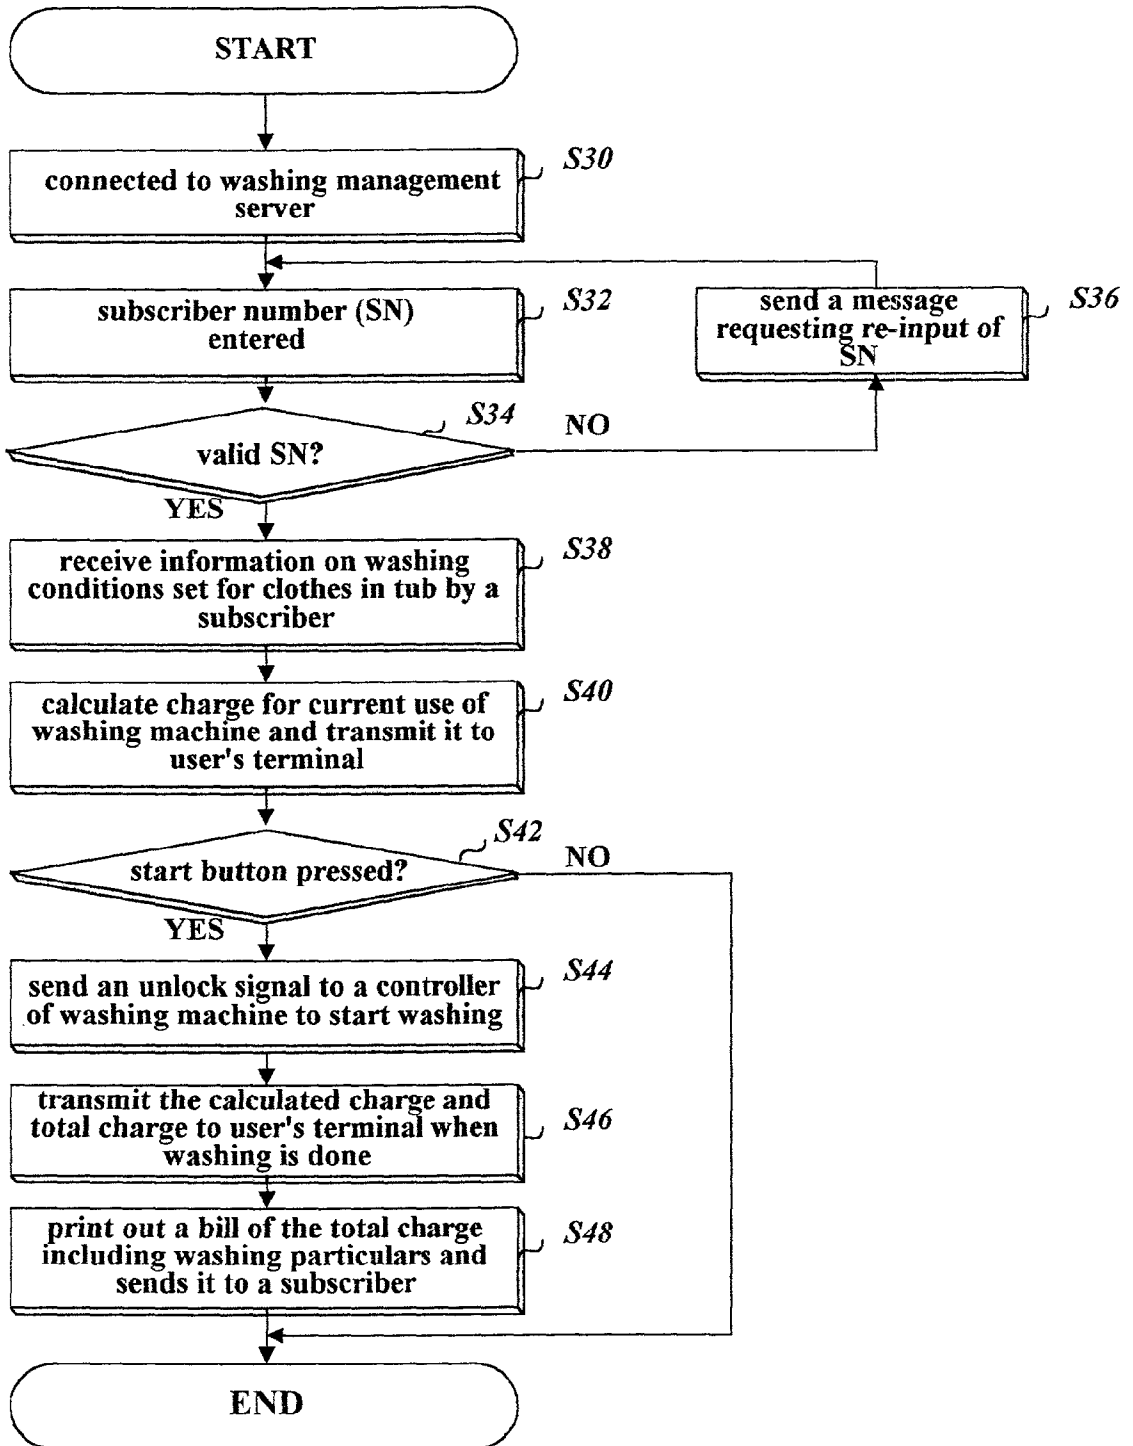 START
S30
connected to washing management
server
S32
subscriber number (SN)
entered
S36
send a message
requesting re-input of
SN
S34
valid SN?
NO
YES
S38
receive information on washing
conditions set for clothes in tub by a
subscriber
S40
calculate charge for current use of
washing machine and transmit it to
user's terminal
S42
start button pressed?
NO
YES
S44
send an unlock signal to a controller
of washing machine to start washing
S46
transmit the calculated charge and
total charge to user's terminal when
washing is done
S48
print out a bill of the total charge
including washing particulars and
sends it to a subscriber
END